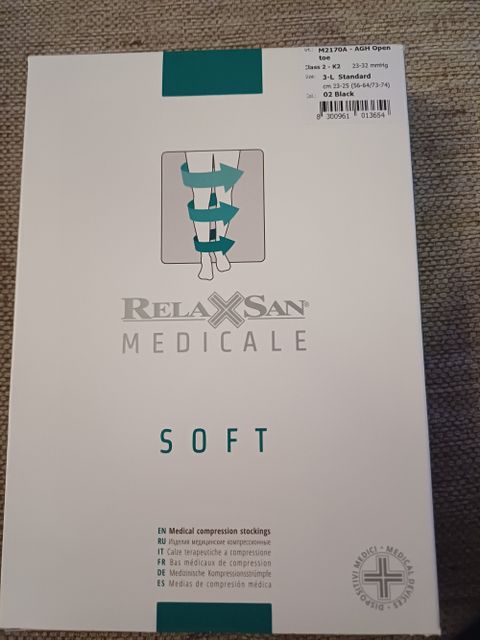 M2170A - AGH Open
toe
Class 2 - K2 23-32 mmHg
3-L Standard
cm 23-25 (56-64/73-74)
02 Black
8 300961 013654
RELAXSAN®
MEDICALE
SOFT
EN Medical compression stockings
RU Изделия медицинские компрессионные
IT Calze terapeutiche a compressione
FR Bas médicaux de compression
DE Medizinische Kompressionsstrümpfe
ES Medias de compresión médica
DISPOSITIVI MEDICI • MEDICAL DEVICES •